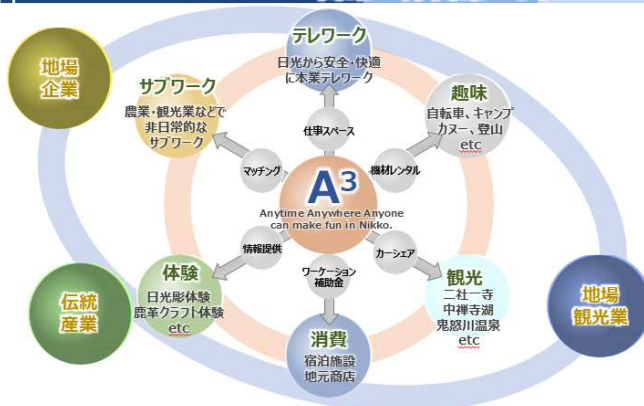 テレワーク
日光から安全・快適
に本業テレワーク
地場
企業
サブワーク
農業・観光業などで
非日常的な
サブワーク
趣味
自転車、キャンプ
カヌー、登山
etc
仕事スペース
マッチング
機材レンタル
A³
Anytime Anywhere Anyone
can make fun in Nikko.
情報提供
ワーケーション
補助金
カーシェア
体験
日光彫体験
鹿革クラフト体験
etc
観光
二社一寺
中禅寺湖
鬼怒川温泉
etc
伝統
産業
地場
観光業
消費
宿泊施設
地元商店